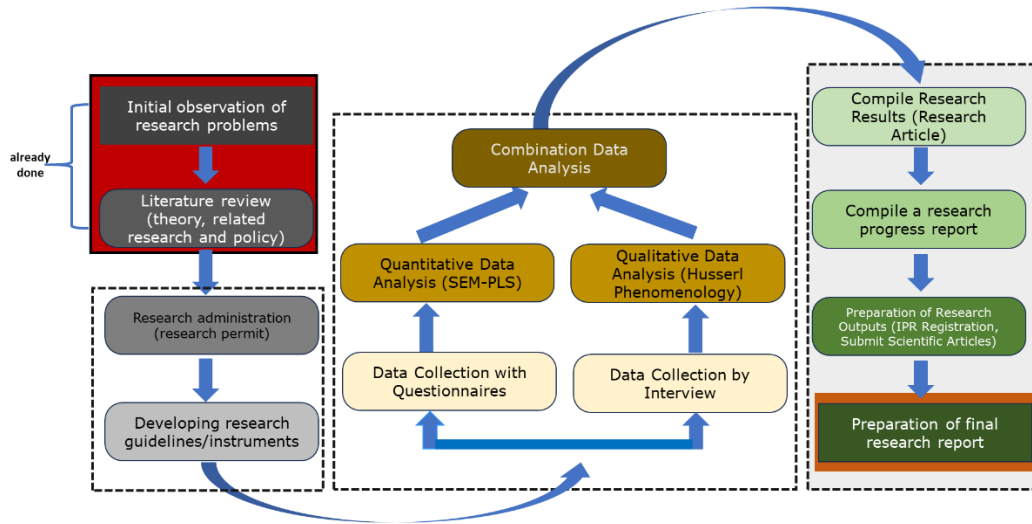 already
done
Initial observation of
research problems
Literature review
(theory, related
research and policy)
Research administration
(research permit)
Developing research
guidelines/instruments
Combination Data
Analysis
Quantitative Data
Analysis (SEM-PLS)
Qualitative Data
Analysis (Husserl
Phenomenology)
Data Collection with
Questionnaires
Data Collection by
Interview
Compile Research
Results (Research
Article)
Compile a research
progress report
Preparation of Research
Outputs (IPR Registration,
Submit Scientific Articles)
Preparation of final
research report